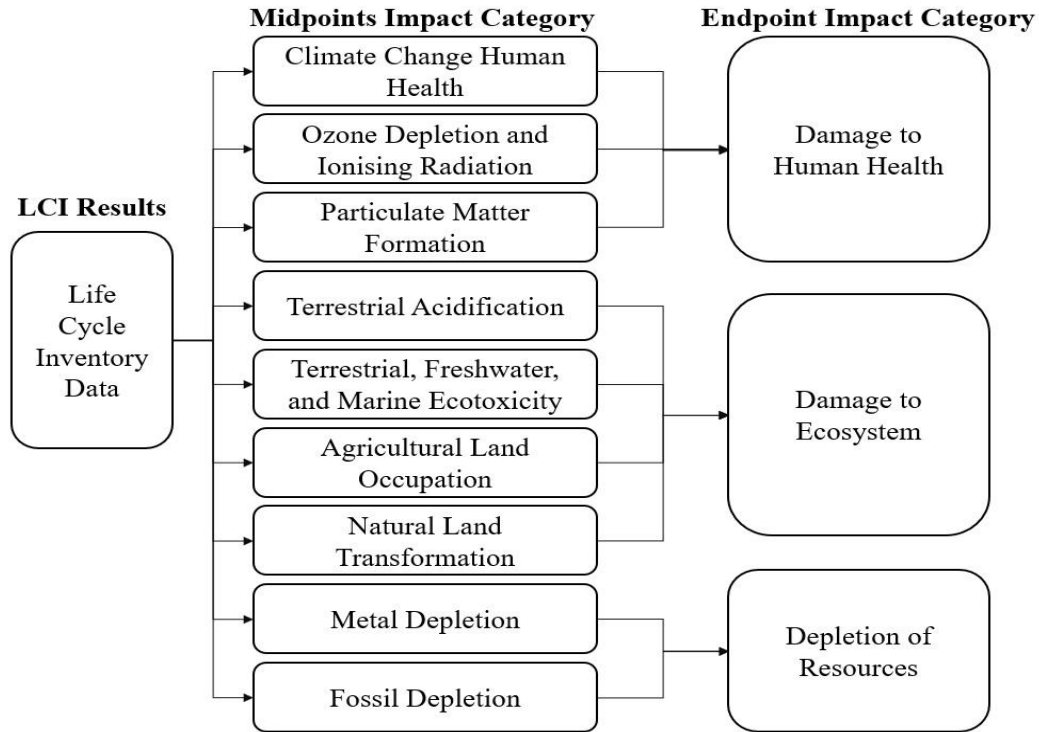 Midpoints Impact Category
Endpoint Impact Category
LCI Results
Life
Cycle
Inventory
Data
Climate Change Human
Health
Ozone Depletion and
Ionising Radiation
Particulate Matter
Formation
Terrestrial Acidification
Terrestrial, Freshwater,
and Marine Ecotoxicity
Agricultural Land
Occupation
Natural Land
Transformation
Metal Depletion
Fossil Depletion
Damage to
Human Health
Damage to
Ecosystem
Depletion of
Resources